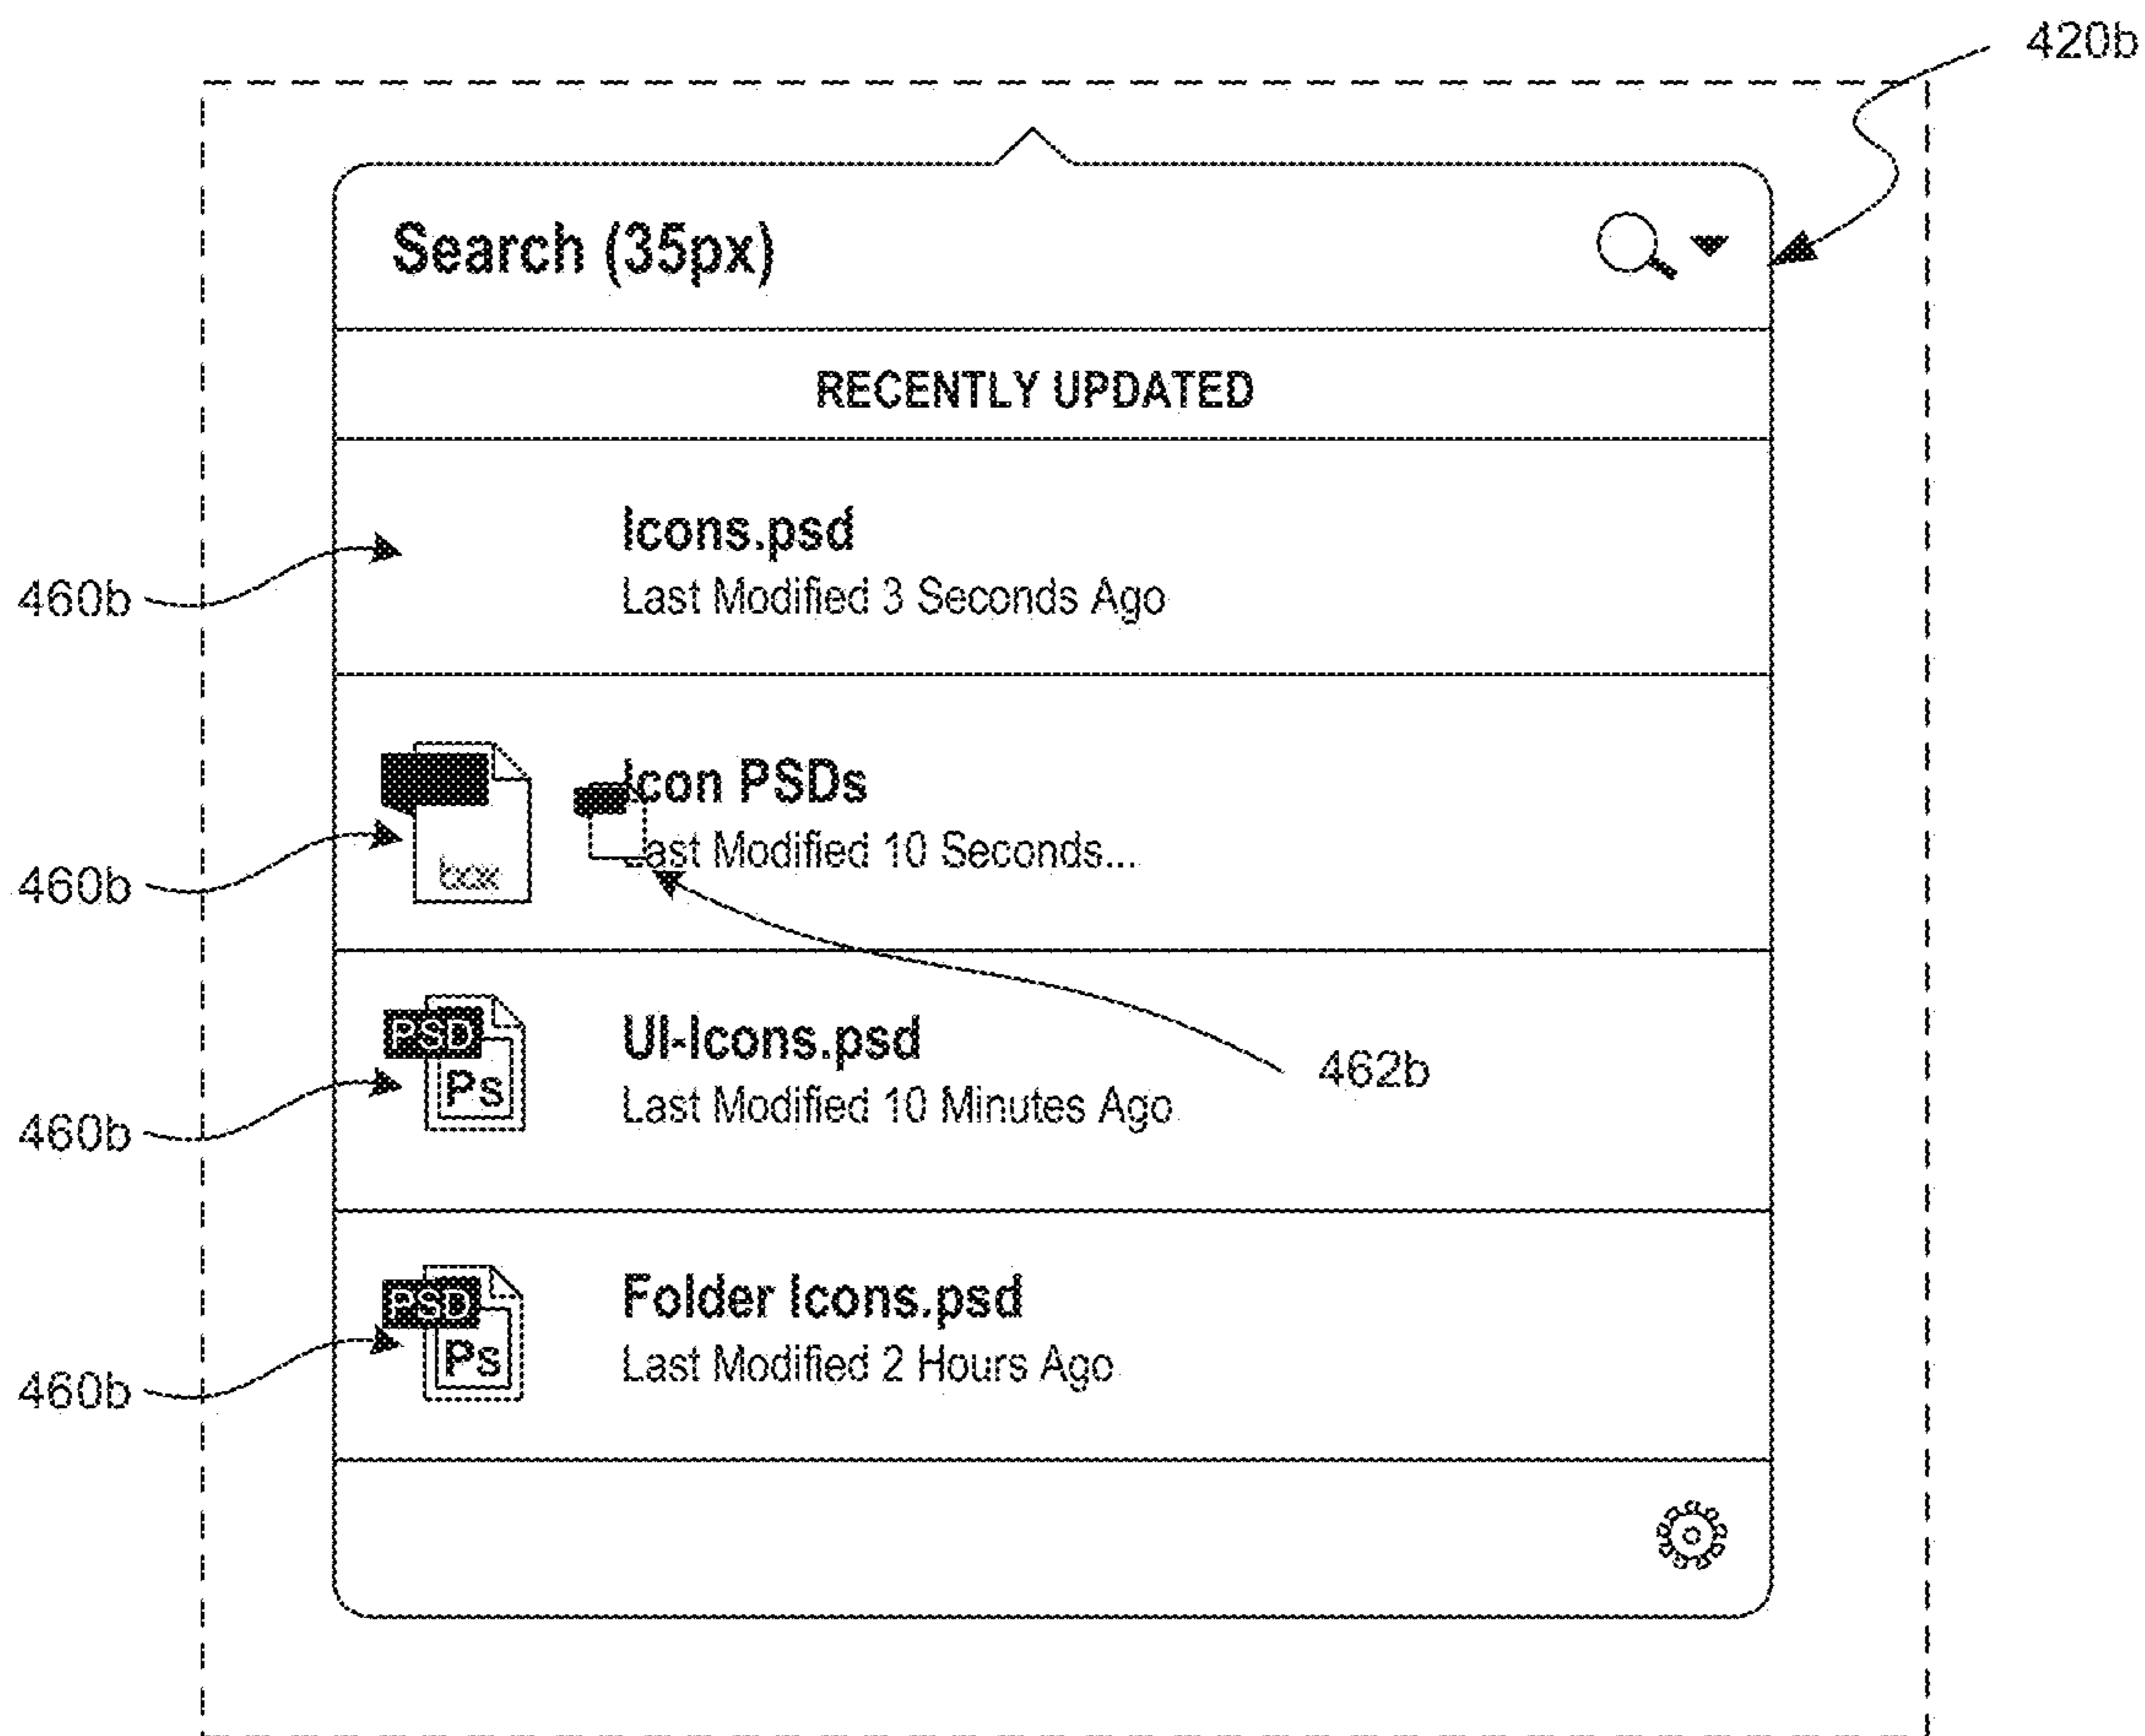 420b
Search (35px)
RECENTLY UPDATED
Icons.psd
Last Modified 3 Seconds Ago
460b
Icon PSDs
Last Modified 10 Seconds...
box
460b
PSD
Ps
UI-Icons.psd
Last Modified 10 Minutes Ago
462b
460b
PSD
Ps
Folder Icons.psd
Last Modified 2 Hours Ago
460b